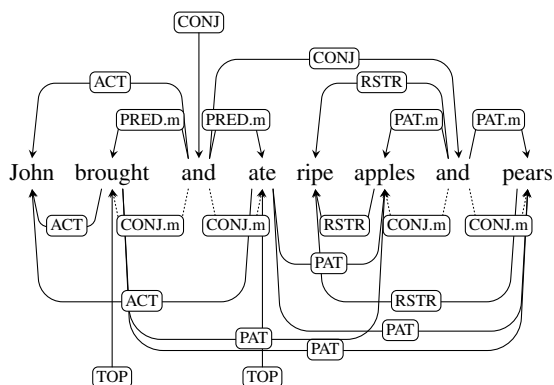 CONJ
ACT CONJ RSTR
PRED.m PRED.m PAT.m PAT.m
John brought and ate ripe apples and pears
ACT CONJ.m CONJ.m RSTR CONJ.m CONJ.m
PAT
ACT RSTR
PAT
PAT
PAT
TOP TOP